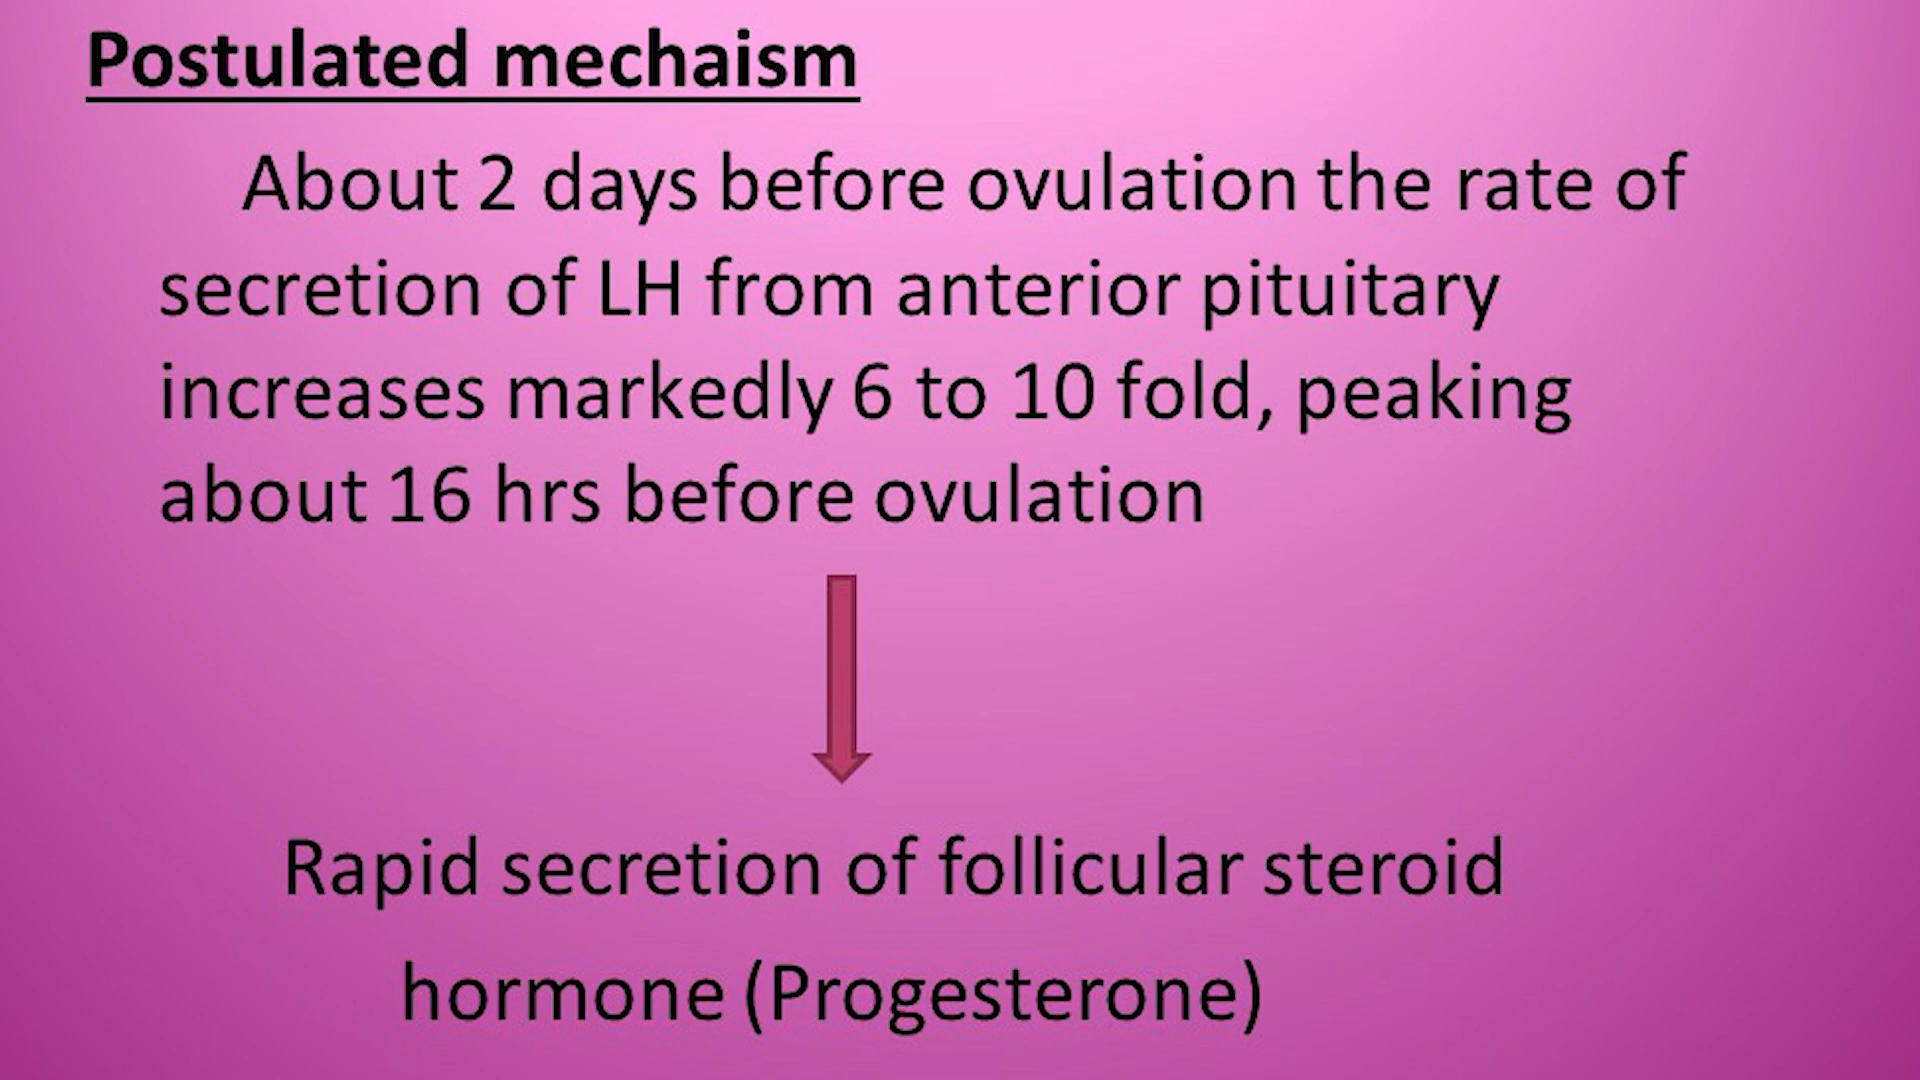 Postulated mechaism
About 2 days before ovulation the rate of
secretion of LH from anterior pituitary
increases markedly 6 to 10 fold, peaking
about 16 hrs before ovulation
Rapid secretion of follicular steroid
hormone (Progesterone)